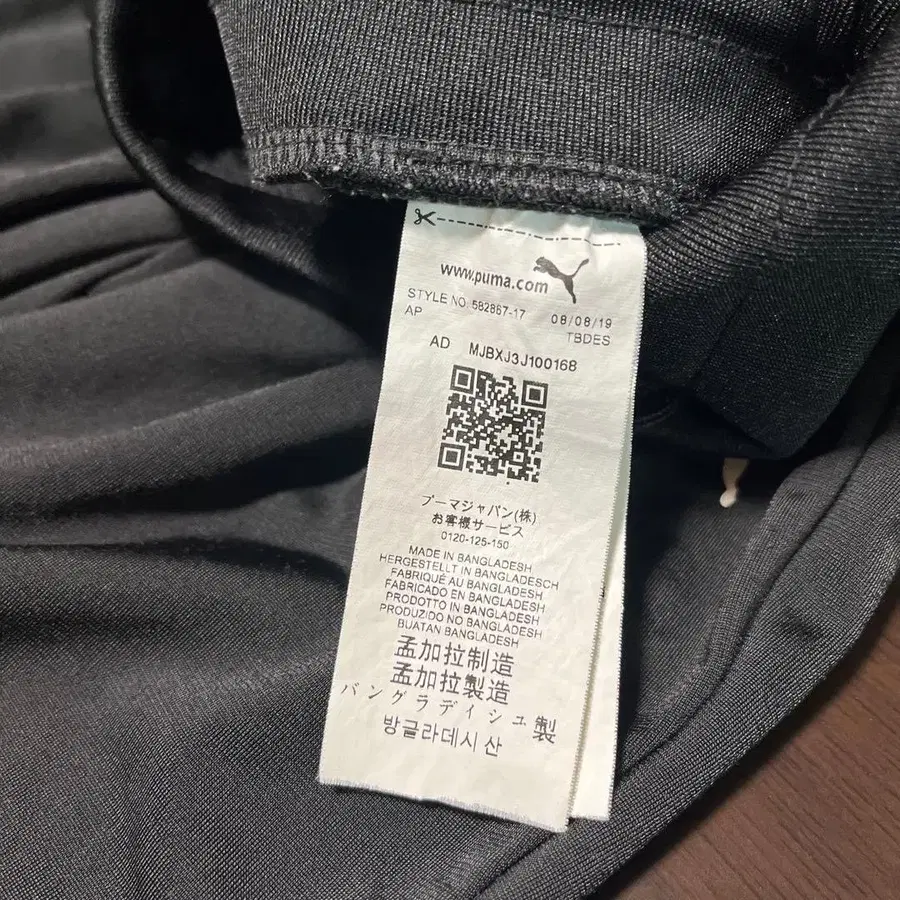 www.puma.com
STYLE NO. 582867-17 08/08/19
AP TBDES
AD MJBXJ3J100168
プーマジャパン(株)
お客様サービス
0120-125-150
MADE IN BANGLADESH
HERGESTELLT IN BANGLADESCH
FABRIQUÉ AU BANGLADESH
FABRICADO EN BANGLADESH
PRODOTTO IN BANGLADESH
PRODUZIDO NO BANGLADESH
BUATAN BANGLADESH
孟加拉制造
孟加拉製造
バングラディシュ製
방글라데시 산